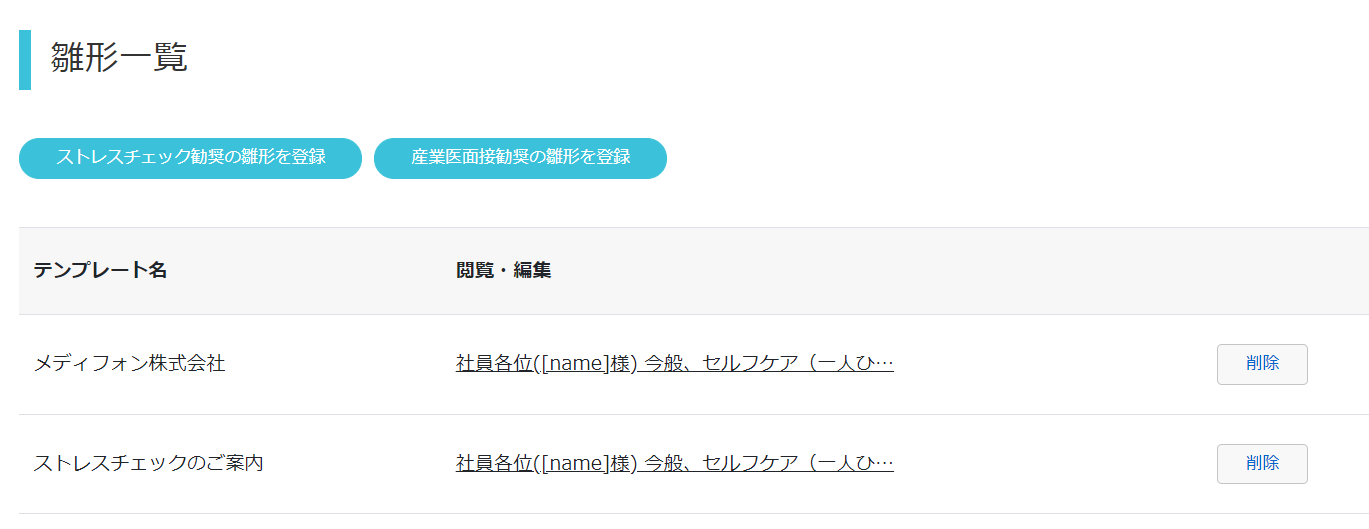 雛形一覧
ストレスチェック勧奨の雛形を登録 産業医面接勧奨の雛形を登録
テンプレート名 閲覧・編集
メディフォン株式会社 社員各位([name]様) 今般、セルフケア（一人ひ… 削除
ストレスチェックのご案内 社員各位([name]様) 今般、セルフケア（一人ひ… 削除